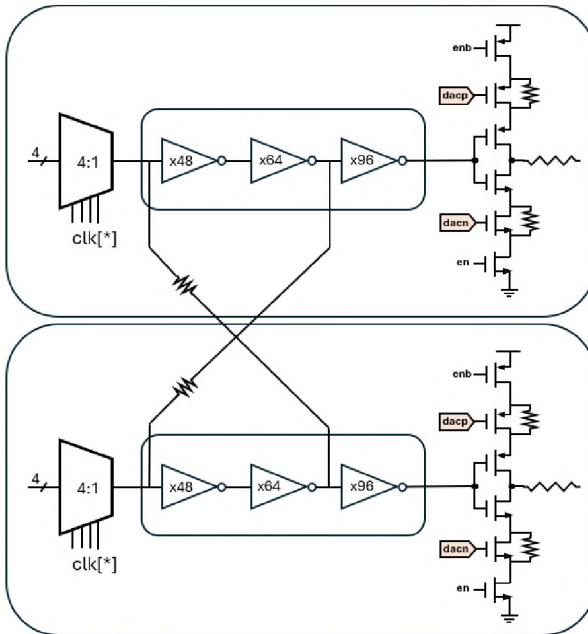 enb
dacp
4
4:1
x48
x64
x96
clk[*]
dacn
en
enb
dacp
4
4:1
x48
x64
x96
clk[*]
dacn
en